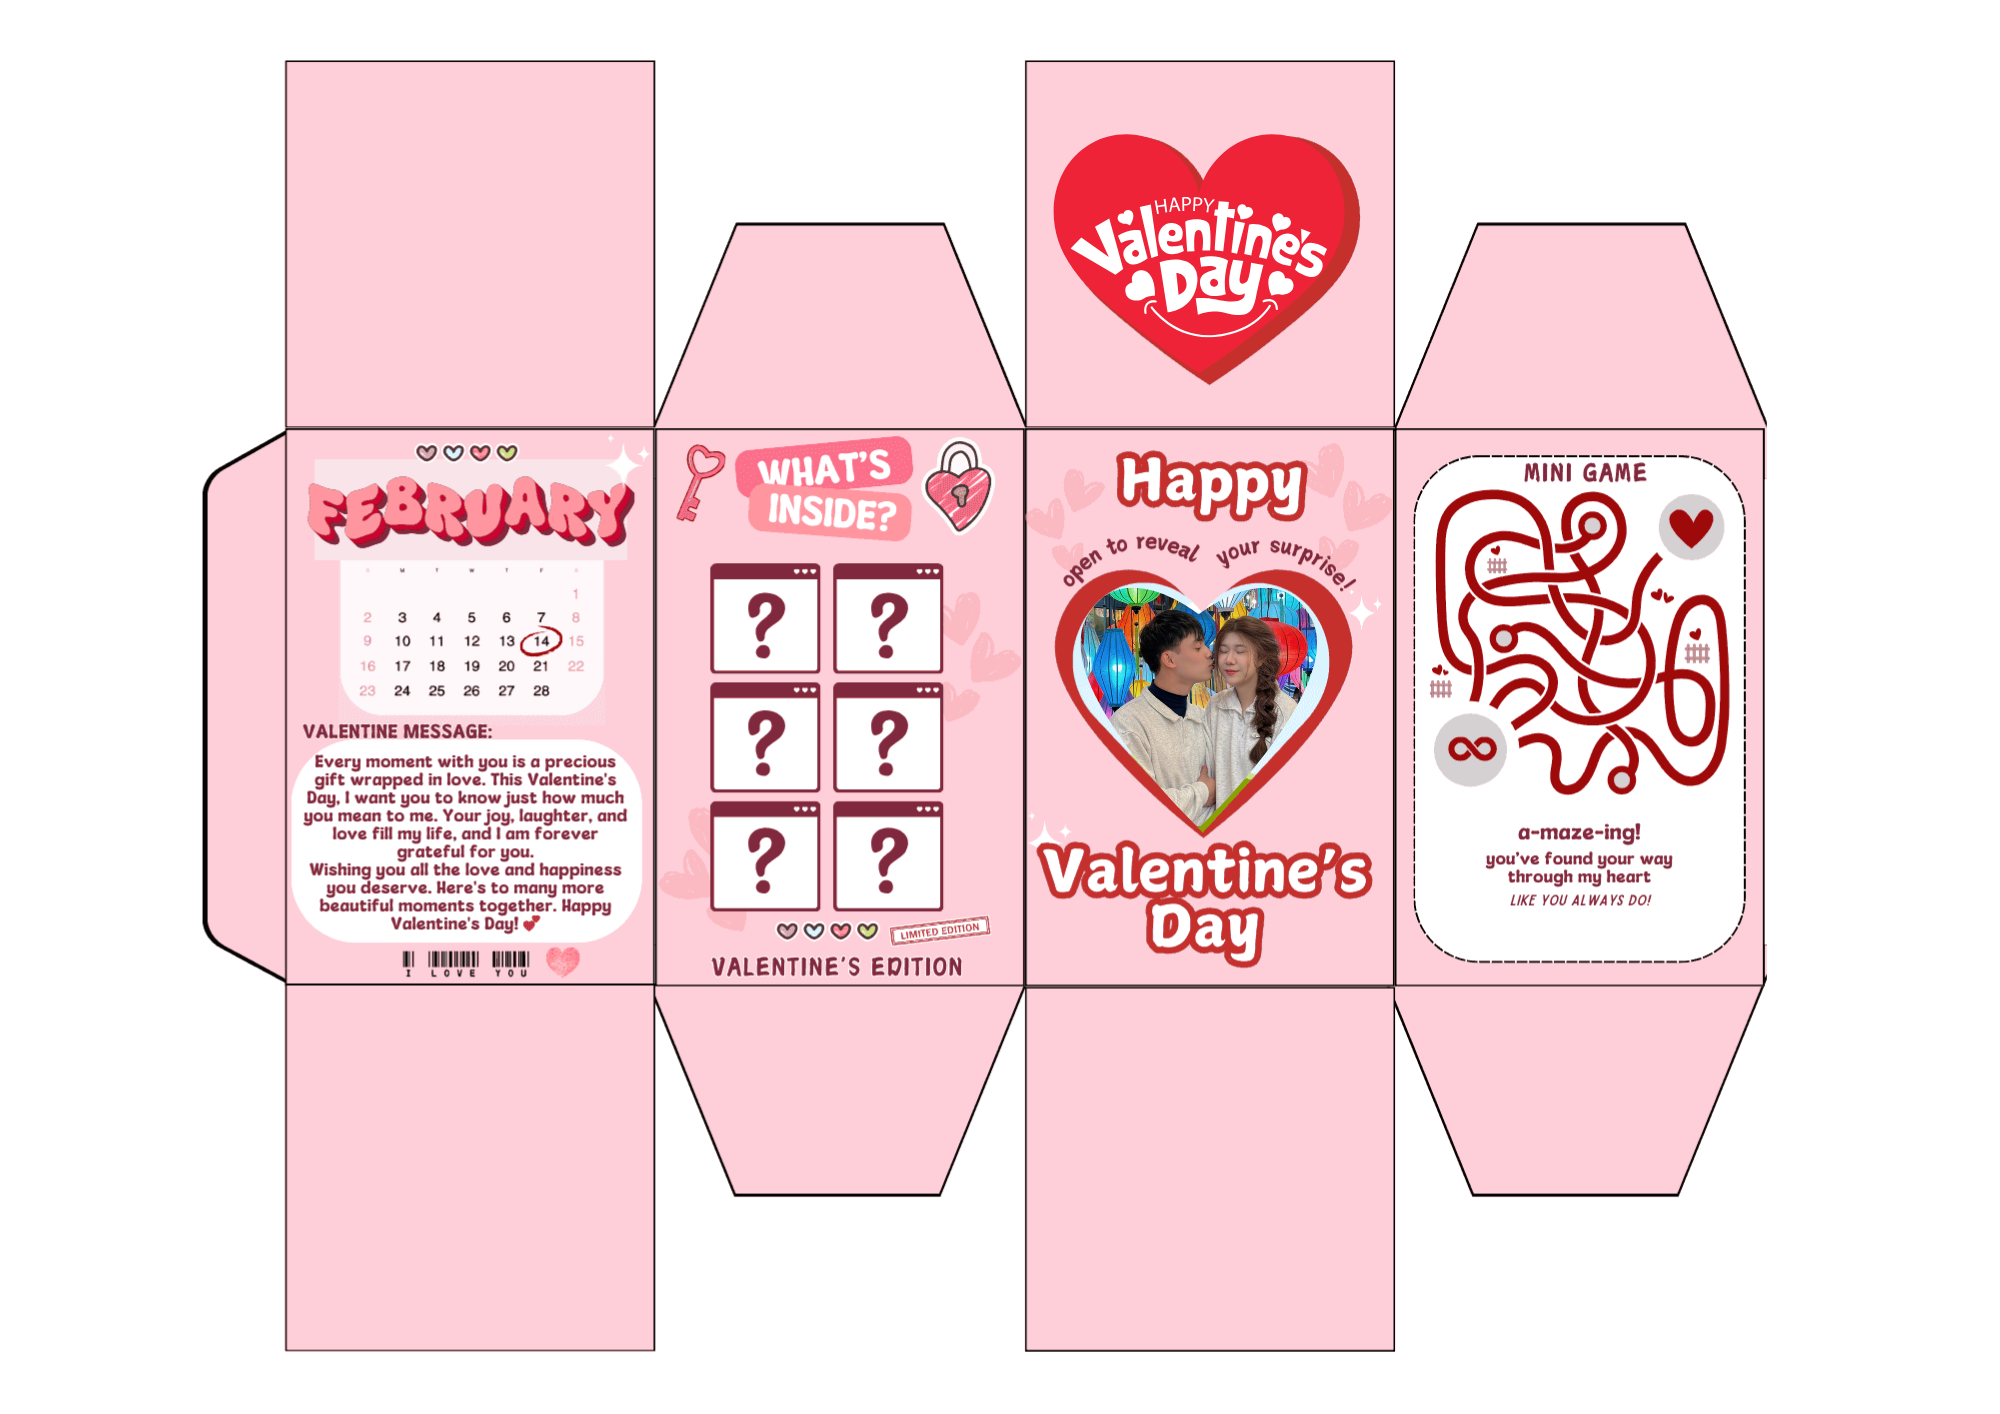 HAPPY
Valentine's
Day
FEBRUARY
S M T W T F S
1
2 3 4 5 6 7 8
9 10 11 12 13 14 15
16 17 18 19 20 21 22
23 24 25 26 27 28
VALENTINE MESSAGE:
Every moment with you is a precious
gift wrapped in love. This Valentine's
Day, I want you to know just how much
you mean to me. Your joy, laughter, and
love fill my life, and I am forever
grateful for you.
Wishing you all the love and happiness
you deserve. Here's to many more
beautiful moments together. Happy
Valentine's Day! 💕
I LOVE YOU
WHAT'S
INSIDE?
? ?
? ?
? ?
LIMITED EDITION
VALENTINE'S EDITION
Happy
open to reveal your surprise!
Valentine's
Day
MINI GAME
a-maze-ing!
you've found your way
through my heart
LIKE YOU ALWAYS DO!